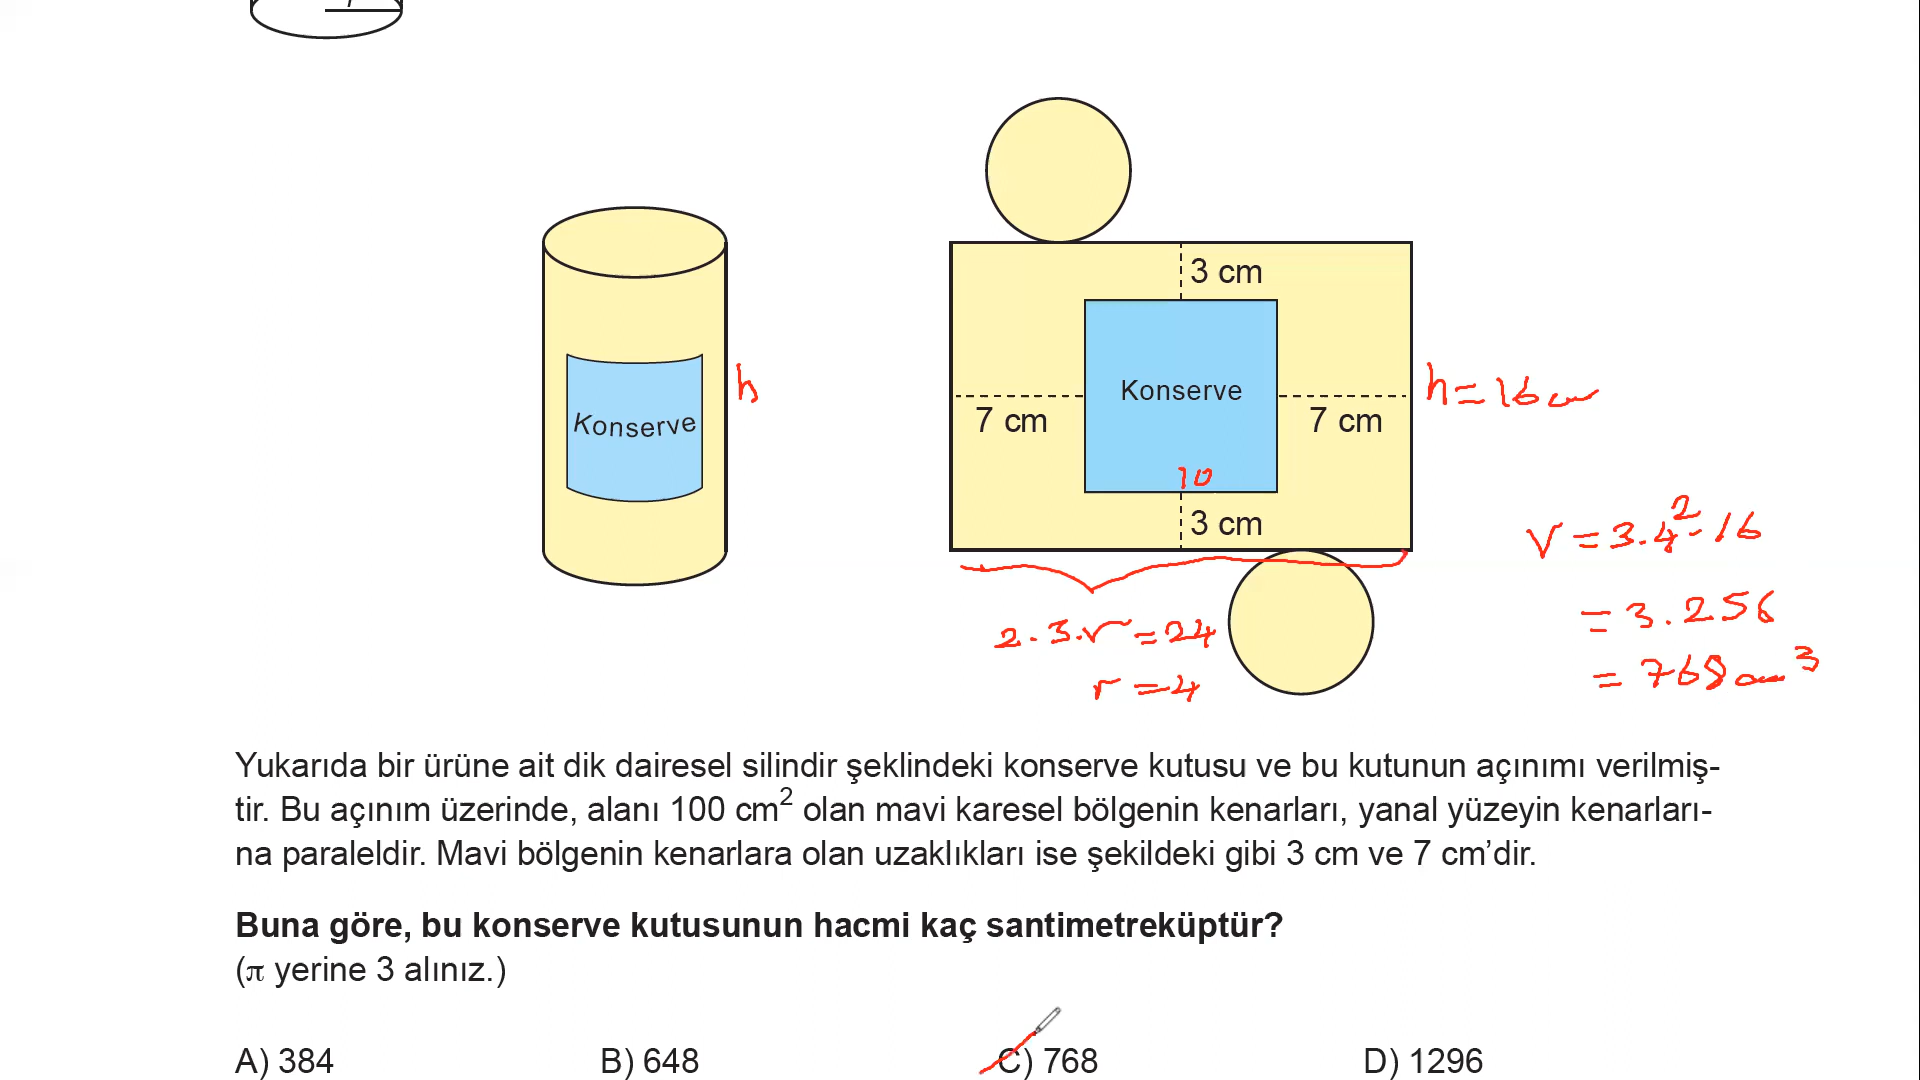 r
3 cm
Konserve
7 cm
7 cm
3 cm
Konserve
h
h = 16 cm
10
2 . 3 . r = 24
r = 4
V = 3 . 4² . 16
= 3 . 256
= 768 cm³
Yukarıda bir ürüne ait dik dairesel silindir şeklindeki konserve kutusu ve bu kutunun açınımı verilmiş-
tir. Bu açınım üzerinde, alanı 100 cm² olan mavi karesel bölgenin kenarları, yanal yüzeyin kenarları-
na paraleldir. Mavi bölgenin kenarlara olan uzaklıkları ise şekildeki gibi 3 cm ve 7 cm’dir.
Buna göre, bu konserve kutusunun hacmi kaç santimetreküptür?
(π yerine 3 alınız.)
A) 384 B) 648 C) 768 D) 1296